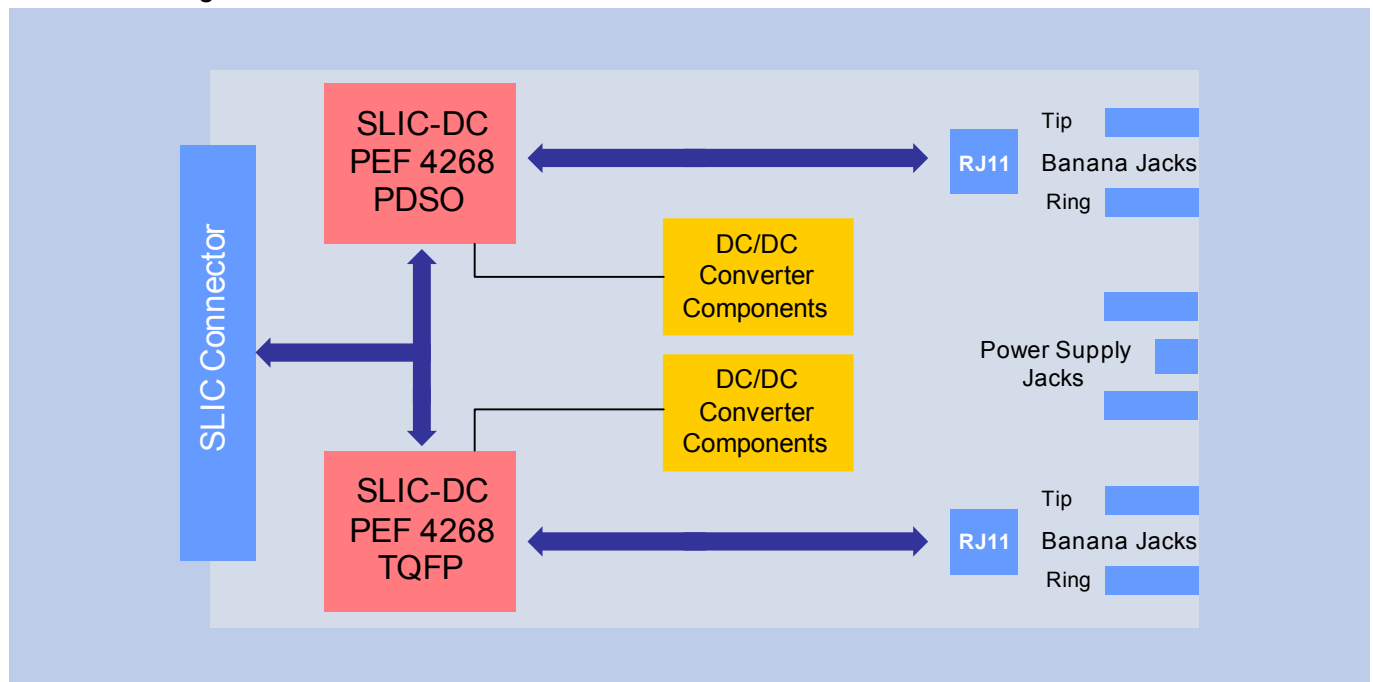 SLIC Connector
SLIC-DC
PEF 4268
PDSO
DC/DC
Converter
Components
DC/DC
Converter
Components
SLIC-DC
PEF 4268
TQFP
RJ11
Tip
Banana Jacks
Ring
Power Supply
Jacks
RJ11
Tip
Banana Jacks
Ring